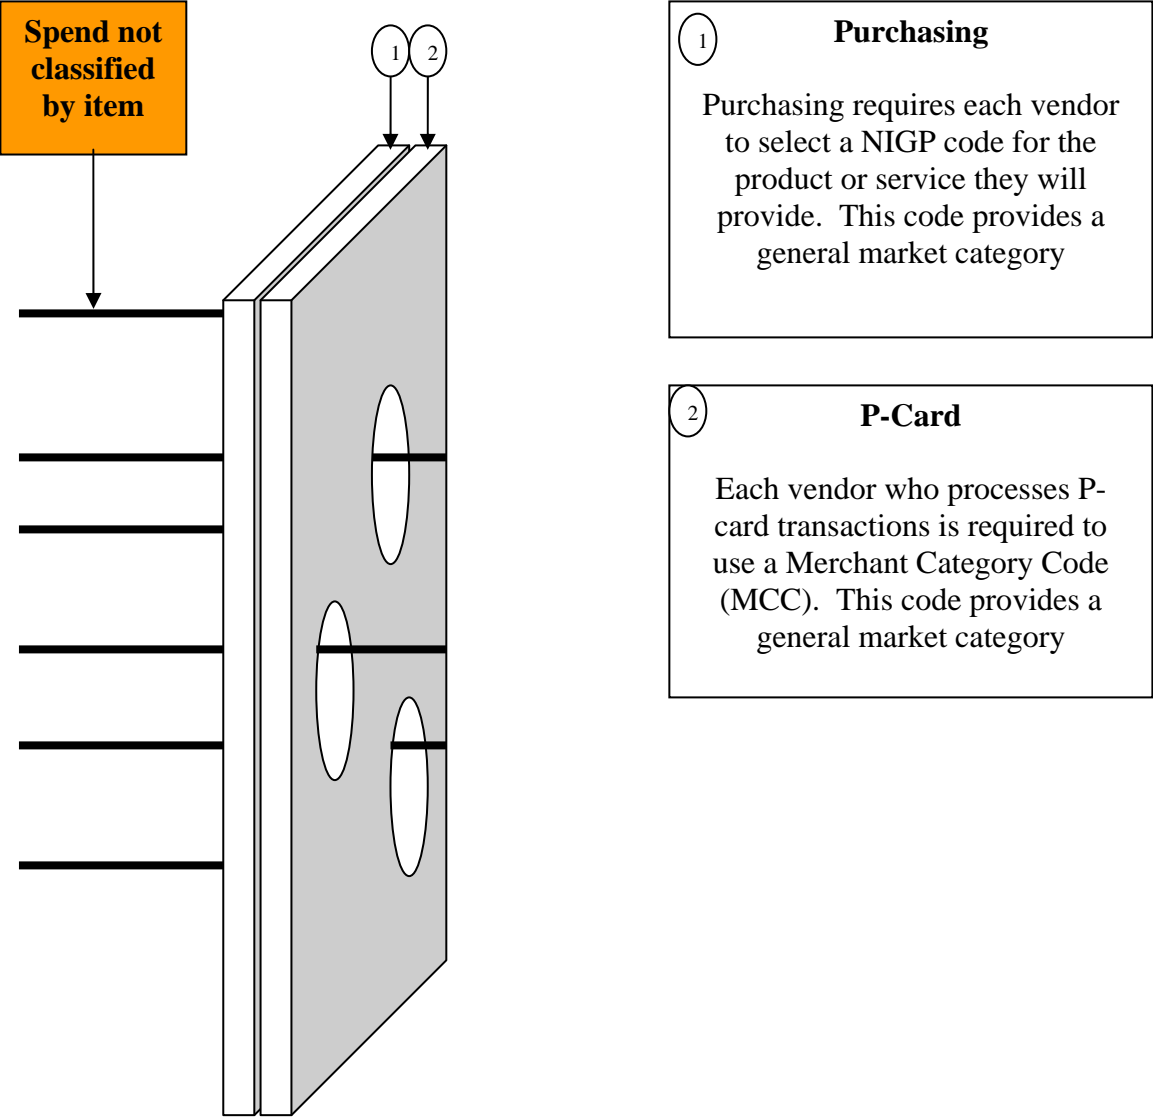 Spend not
classified
by item
1
2
1
Purchasing
Purchasing requires each vendor
to select a NIGP code for the
product or service they will
provide.  This code provides a
general market category
2
P-Card
Each vendor who processes P-
card transactions is required to
use a Merchant Category Code
(MCC).  This code provides a
general market category